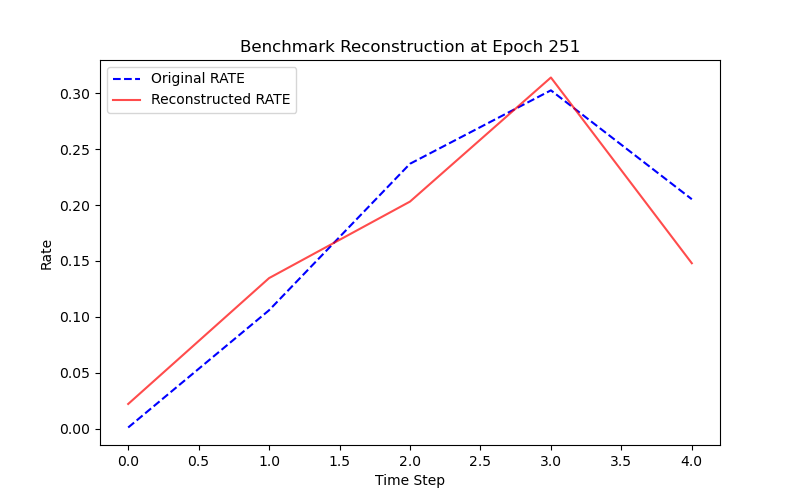 Benchmark Reconstruction at Epoch 251
Original RATE
Reconstructed RATE
0.30
0.25
0.20
0.15
0.10
0.05
0.00
Rate
0.0 0.5 1.0 1.5 2.0 2.5 3.0 3.5 4.0
Time Step